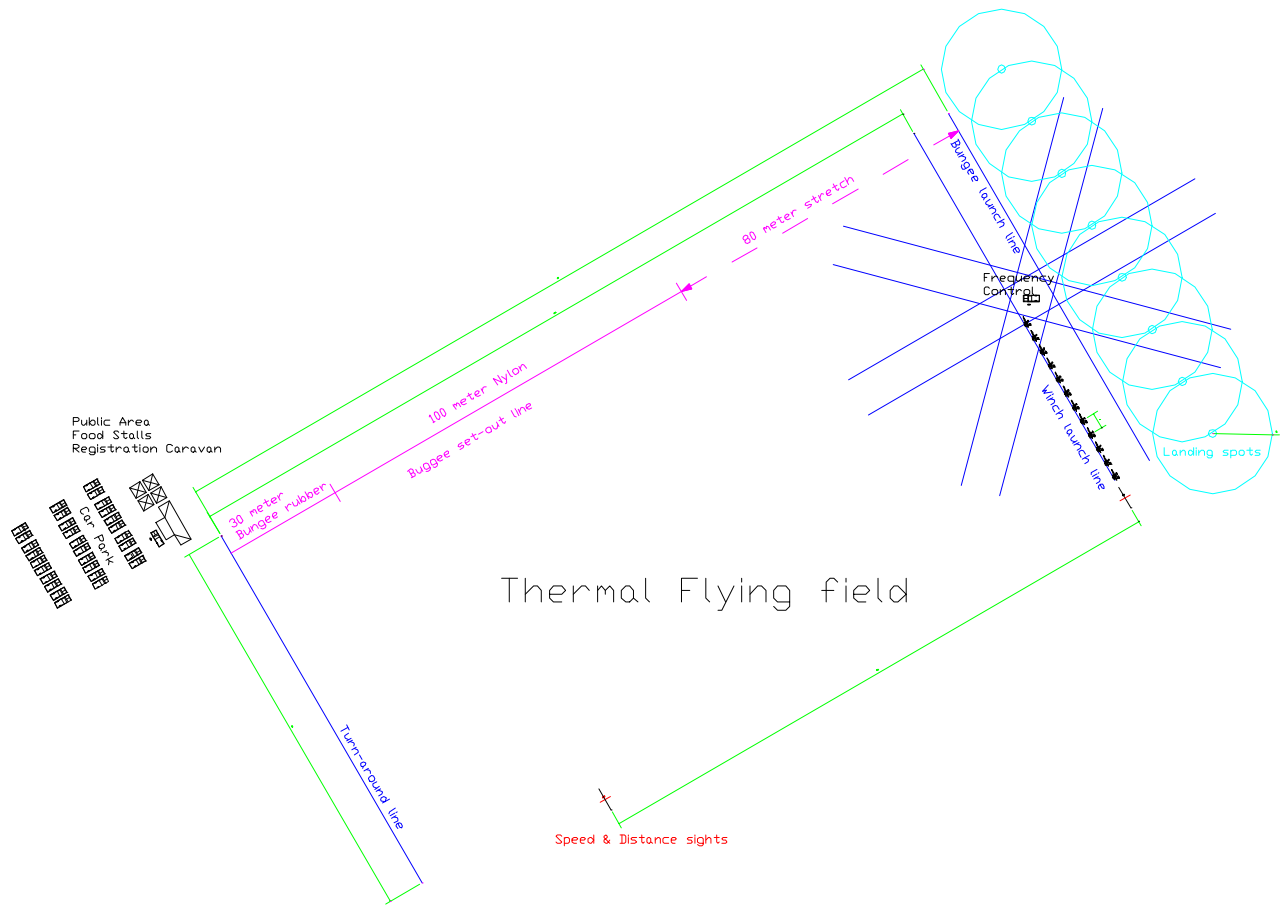 Bungee launch line
80 meter stretch
Frequency
Control
100 meter Nylon
Buggee set-out line
Winch launch line
Public Area
Food Stalls
Registration Caravan
Landing spots
30 meter
Bungee rubber
Car Park
Thermal Flying field
Turn-around line
Speed & Distance sights